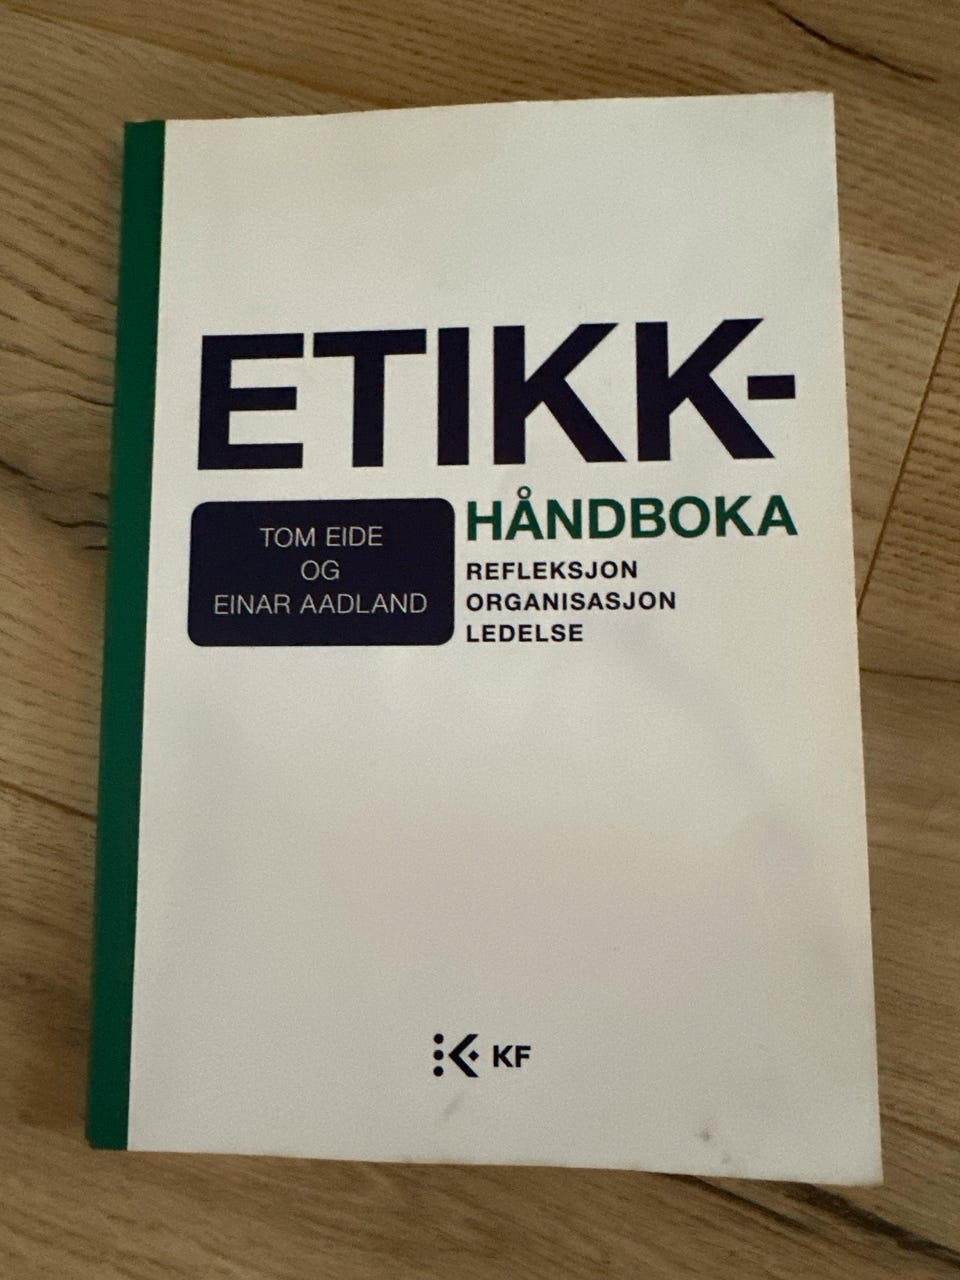 ETIKK-
HÅNDBOKA
TOM EIDE
OG
EINAR AADLAND
REFLEKSJON
ORGANISASJON
LEDELSE
KF